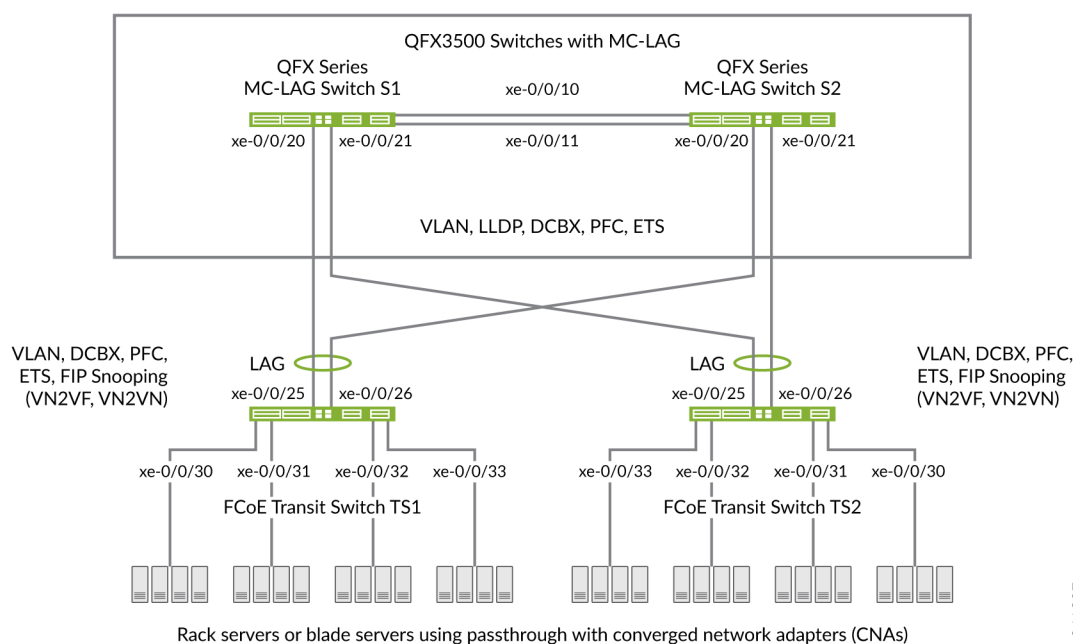 QFX3500 Switches with MC-LAG
QFX Series
MC-LAG Switch S1
QFX Series
MC-LAG Switch S2
xe-0/0/10
xe-0/0/20
xe-0/0/21
xe-0/0/11
xe-0/0/20
xe-0/0/21
VLAN, LLDP, DCBX, PFC, ETS
VLAN, DCBX, PFC,
ETS, FIP Snooping
(VN2VF, VN2VN)
LAG
LAG
VLAN, DCBX, PFC,
ETS, FIP Snooping
(VN2VF, VN2VN)
xe-0/0/25
xe-0/0/26
xe-0/0/25
xe-0/0/26
xe-0/0/30
xe-0/0/31
xe-0/0/32
xe-0/0/33
xe-0/0/33
xe-0/0/32
xe-0/0/31
xe-0/0/30
FCoE Transit Switch TS1
FCoE Transit Switch TS2
Rack servers or blade servers using passthrough with converged network adapters (CNAs)